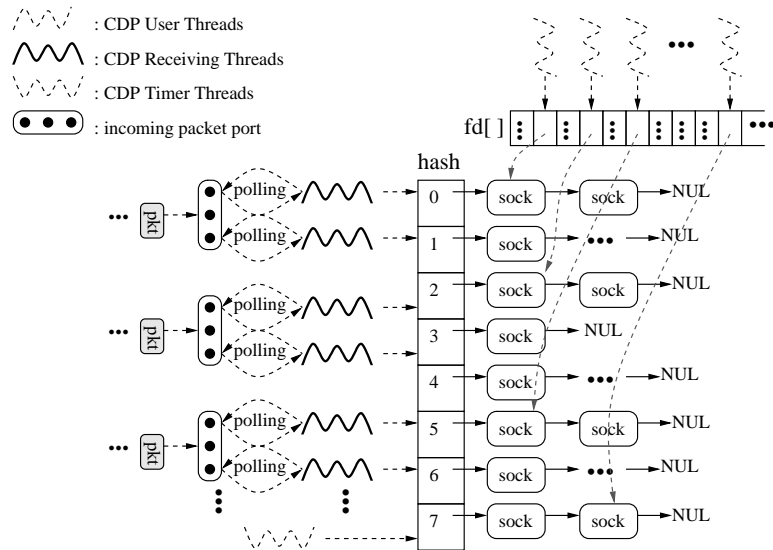 : CDP User Threads
: CDP Receiving Threads
: CDP Timer Threads
: incoming packet port
fd[ ]
hash
pkt
polling
polling
0
sock
sock
NUL
1
sock
NUL
pkt
polling
polling
2
sock
sock
NUL
3
sock
NUL
4
sock
NUL
pkt
polling
polling
5
sock
sock
NUL
6
sock
NUL
7
sock
sock
NUL